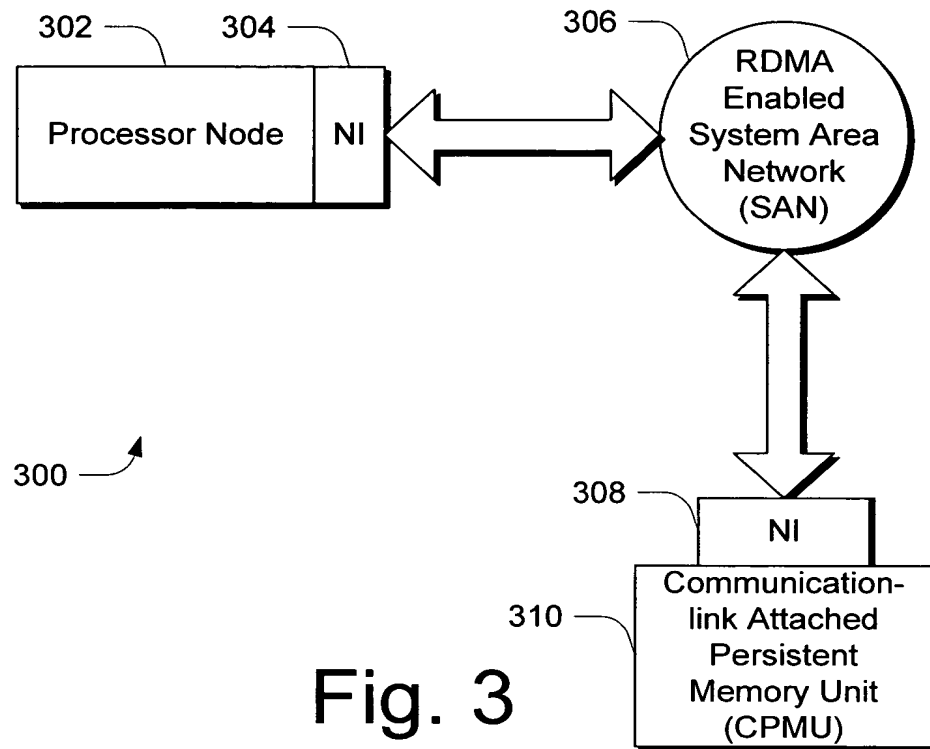 302
304
306
Processor Node
NI
RDMA
Enabled
System Area
Network
(SAN)
300
308
NI
310
Communication-
link Attached
Persistent
Memory Unit
(CPMU)
Fig. 3